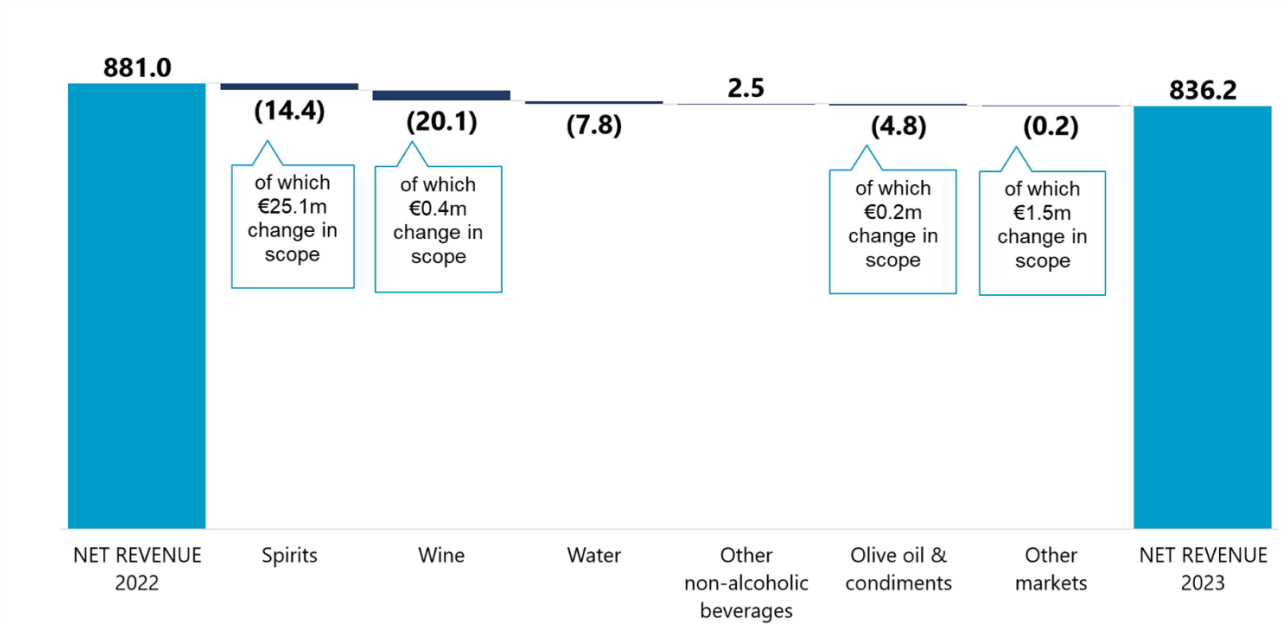 881.0
(14.4)
(20.1)
(7.8)
2.5
(4.8)
(0.2)
836.2
of which
€25.1m
change in
scope
of which
€0.4m
change in
scope
of which
€0.2m
change in
scope
of which
€1.5m
change in
scope
NET REVENUE
2022
Spirits
Wine
Water
Other
non-alcoholic
beverages
Olive oil &
condiments
Other
markets
NET REVENUE
2023